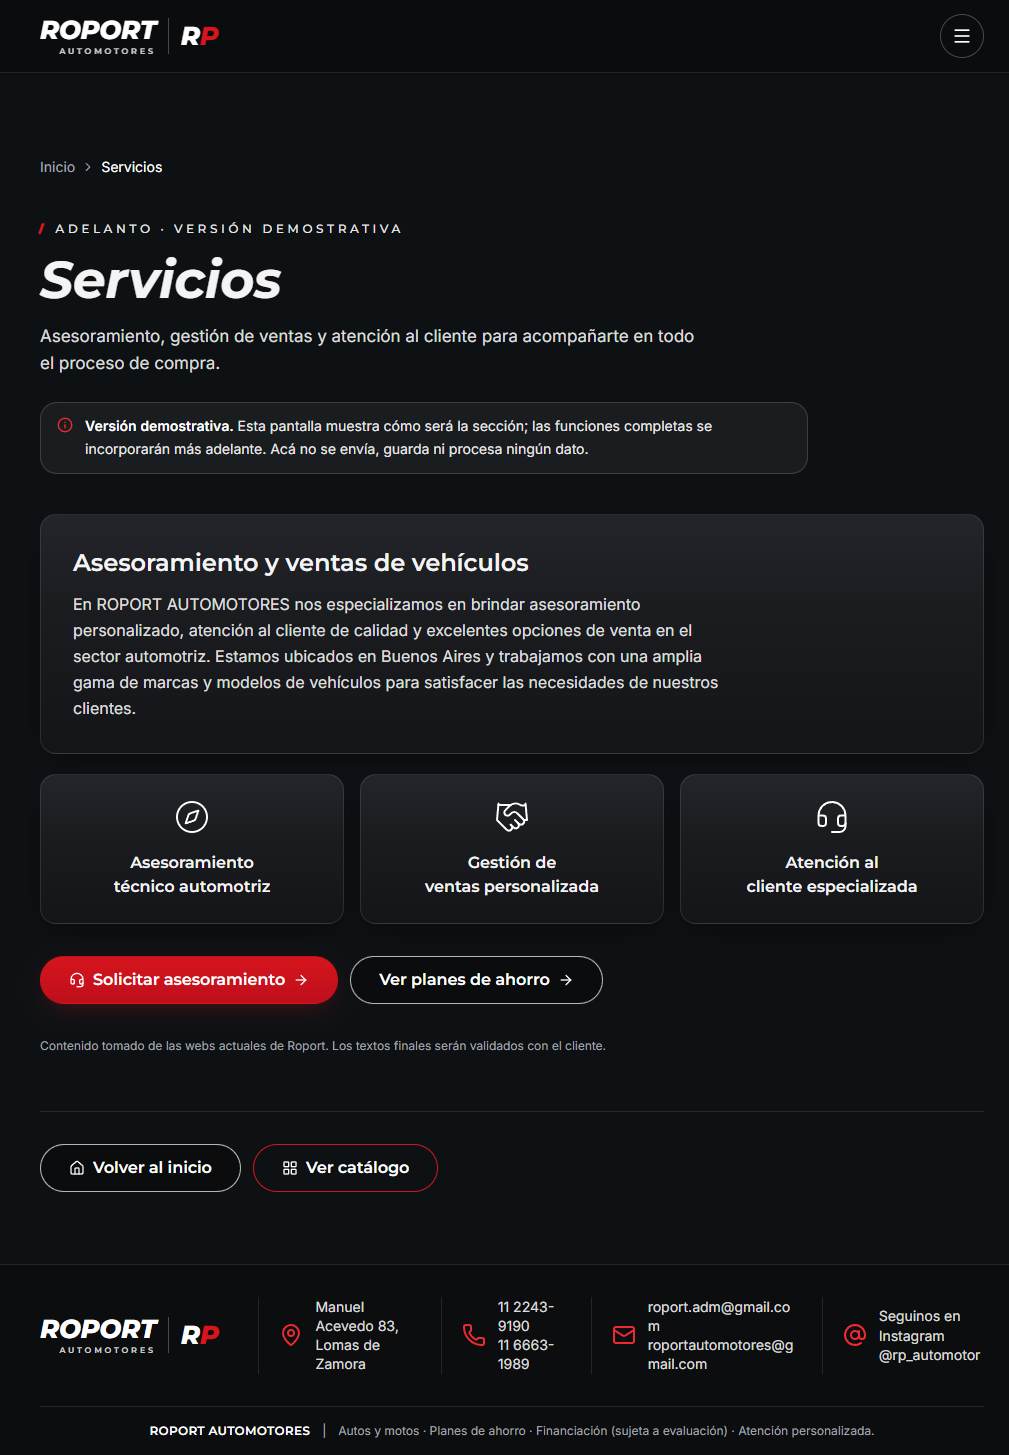 ROPORT
AUTOMOTORES
RP
Inicio > Servicios
/ ADELANTO · VERSIÓN DEMOSTRATIVA
Servicios
Asesoramiento, gestión de ventas y atención al cliente para acompañarte en todo
el proceso de compra.
Versión demostrativa. Esta pantalla muestra cómo será la sección; las funciones completas se
incorporarán más adelante. Acá no se envía, guarda ni procesa ningún dato.
Asesoramiento y ventas de vehículos
En ROPORT AUTOMOTORES nos especializamos en brindar asesoramiento
personalizado, atención al cliente de calidad y excelentes opciones de venta en el
sector automotriz. Estamos ubicados en Buenos Aires y trabajamos con una amplia
gama de marcas y modelos de vehículos para satisfacer las necesidades de nuestros
clientes.
Asesoramiento
técnico automotriz
Gestión de
ventas personalizada
Atención al
cliente especializada
Solicitar asesoramiento →
Ver planes de ahorro →
Contenido tomado de las webs actuales de Roport. Los textos finales serán validados con el cliente.
Volver al inicio
Ver catálogo
ROPORT
AUTOMOTORES
RP
Manuel
Acevedo 83,
Lomas de
Zamora
11 2243-
9190
11 6663-
1989
roport.adm@gmail.co
m
roportautomotores@g
mail.com
Seguinos en
Instagram
@rp_automotor
ROPORT AUTOMOTORES | Autos y motos · Planes de ahorro · Financiación (sujeta a evaluación) · Atención personalizada.